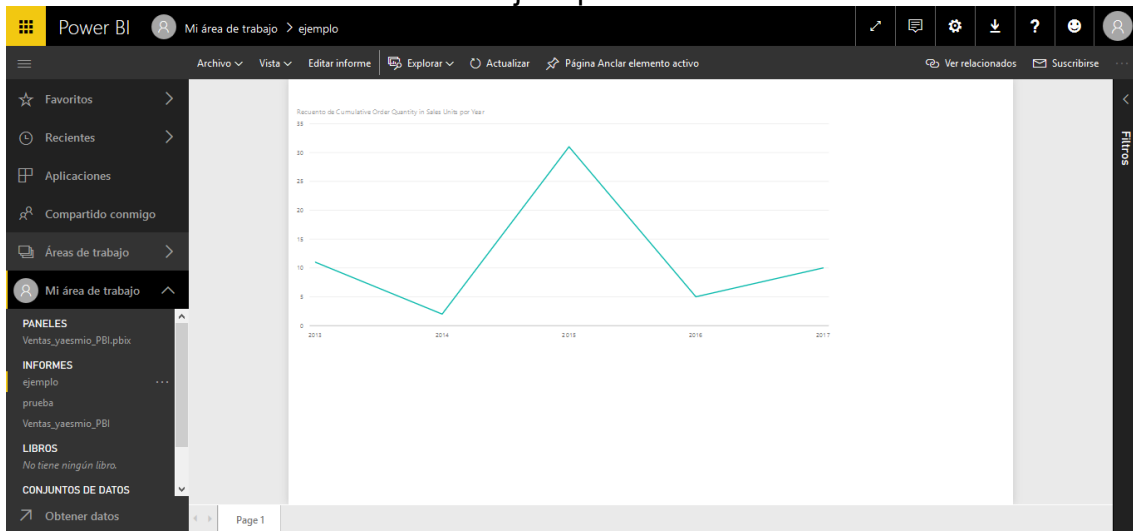 Power BI
Mi área de trabajo > ejemplo
?
Archivo Vista Editar informe Explorar Actualizar Página Anclar elemento activo Ver relacionados Suscribirse
Favoritos
Recientes
Aplicaciones
Compartido conmigo
Áreas de trabajo
Mi área de trabajo
PANELES
Ventas_yaesmio_PBI.pbix
INFORMES
ejemplo
prueba
Ventas_yaesmio_PBI
LIBROS
No tiene ningún libro.
CONJUNTOS DE DATOS
Obtener datos
Recuento de Cumulative Order Quantity in Sales Units por Year
35
30
25
20
15
10
5
0
2013 2014 2015 2016 2017
Filtros
Page 1